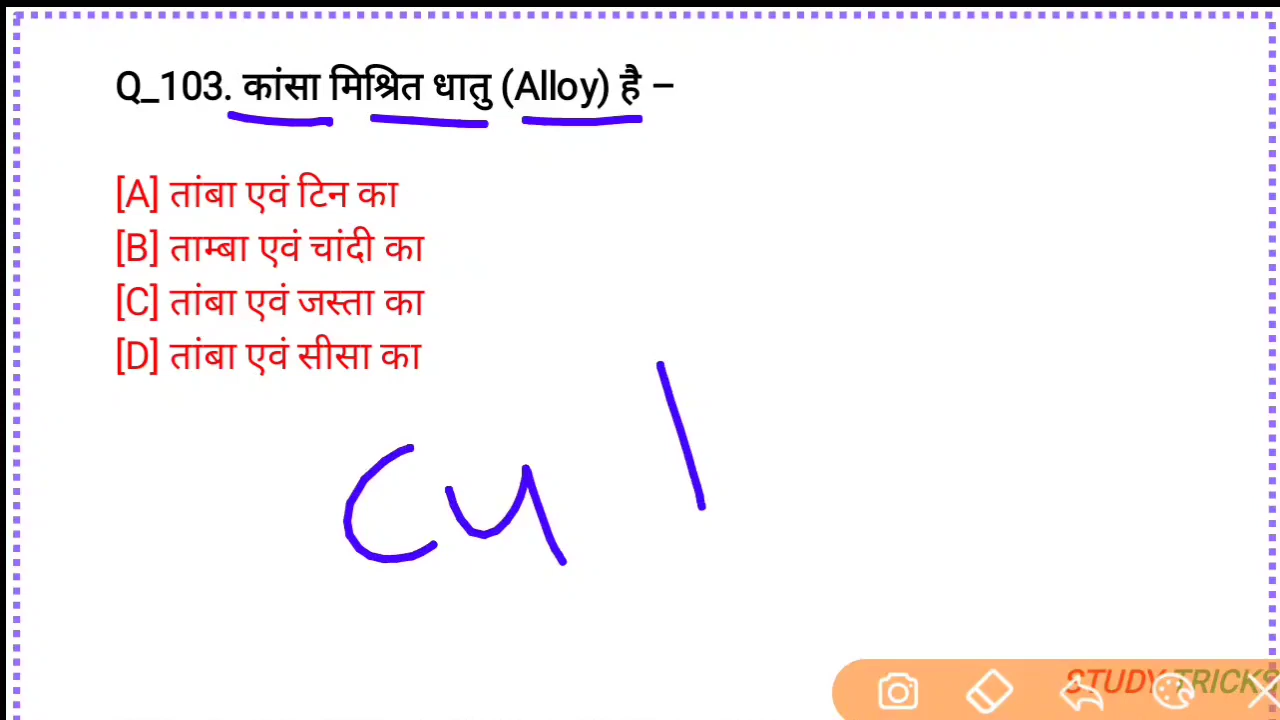 Q_103. कांसा मिश्रित धातु (Alloy) है –
[A] तांबा एवं टिन का
[B] ताम्बा एवं चांदी का
[C] तांबा एवं जस्ता का
[D] तांबा एवं सीसा का
Cu \
STUDY TRICKS